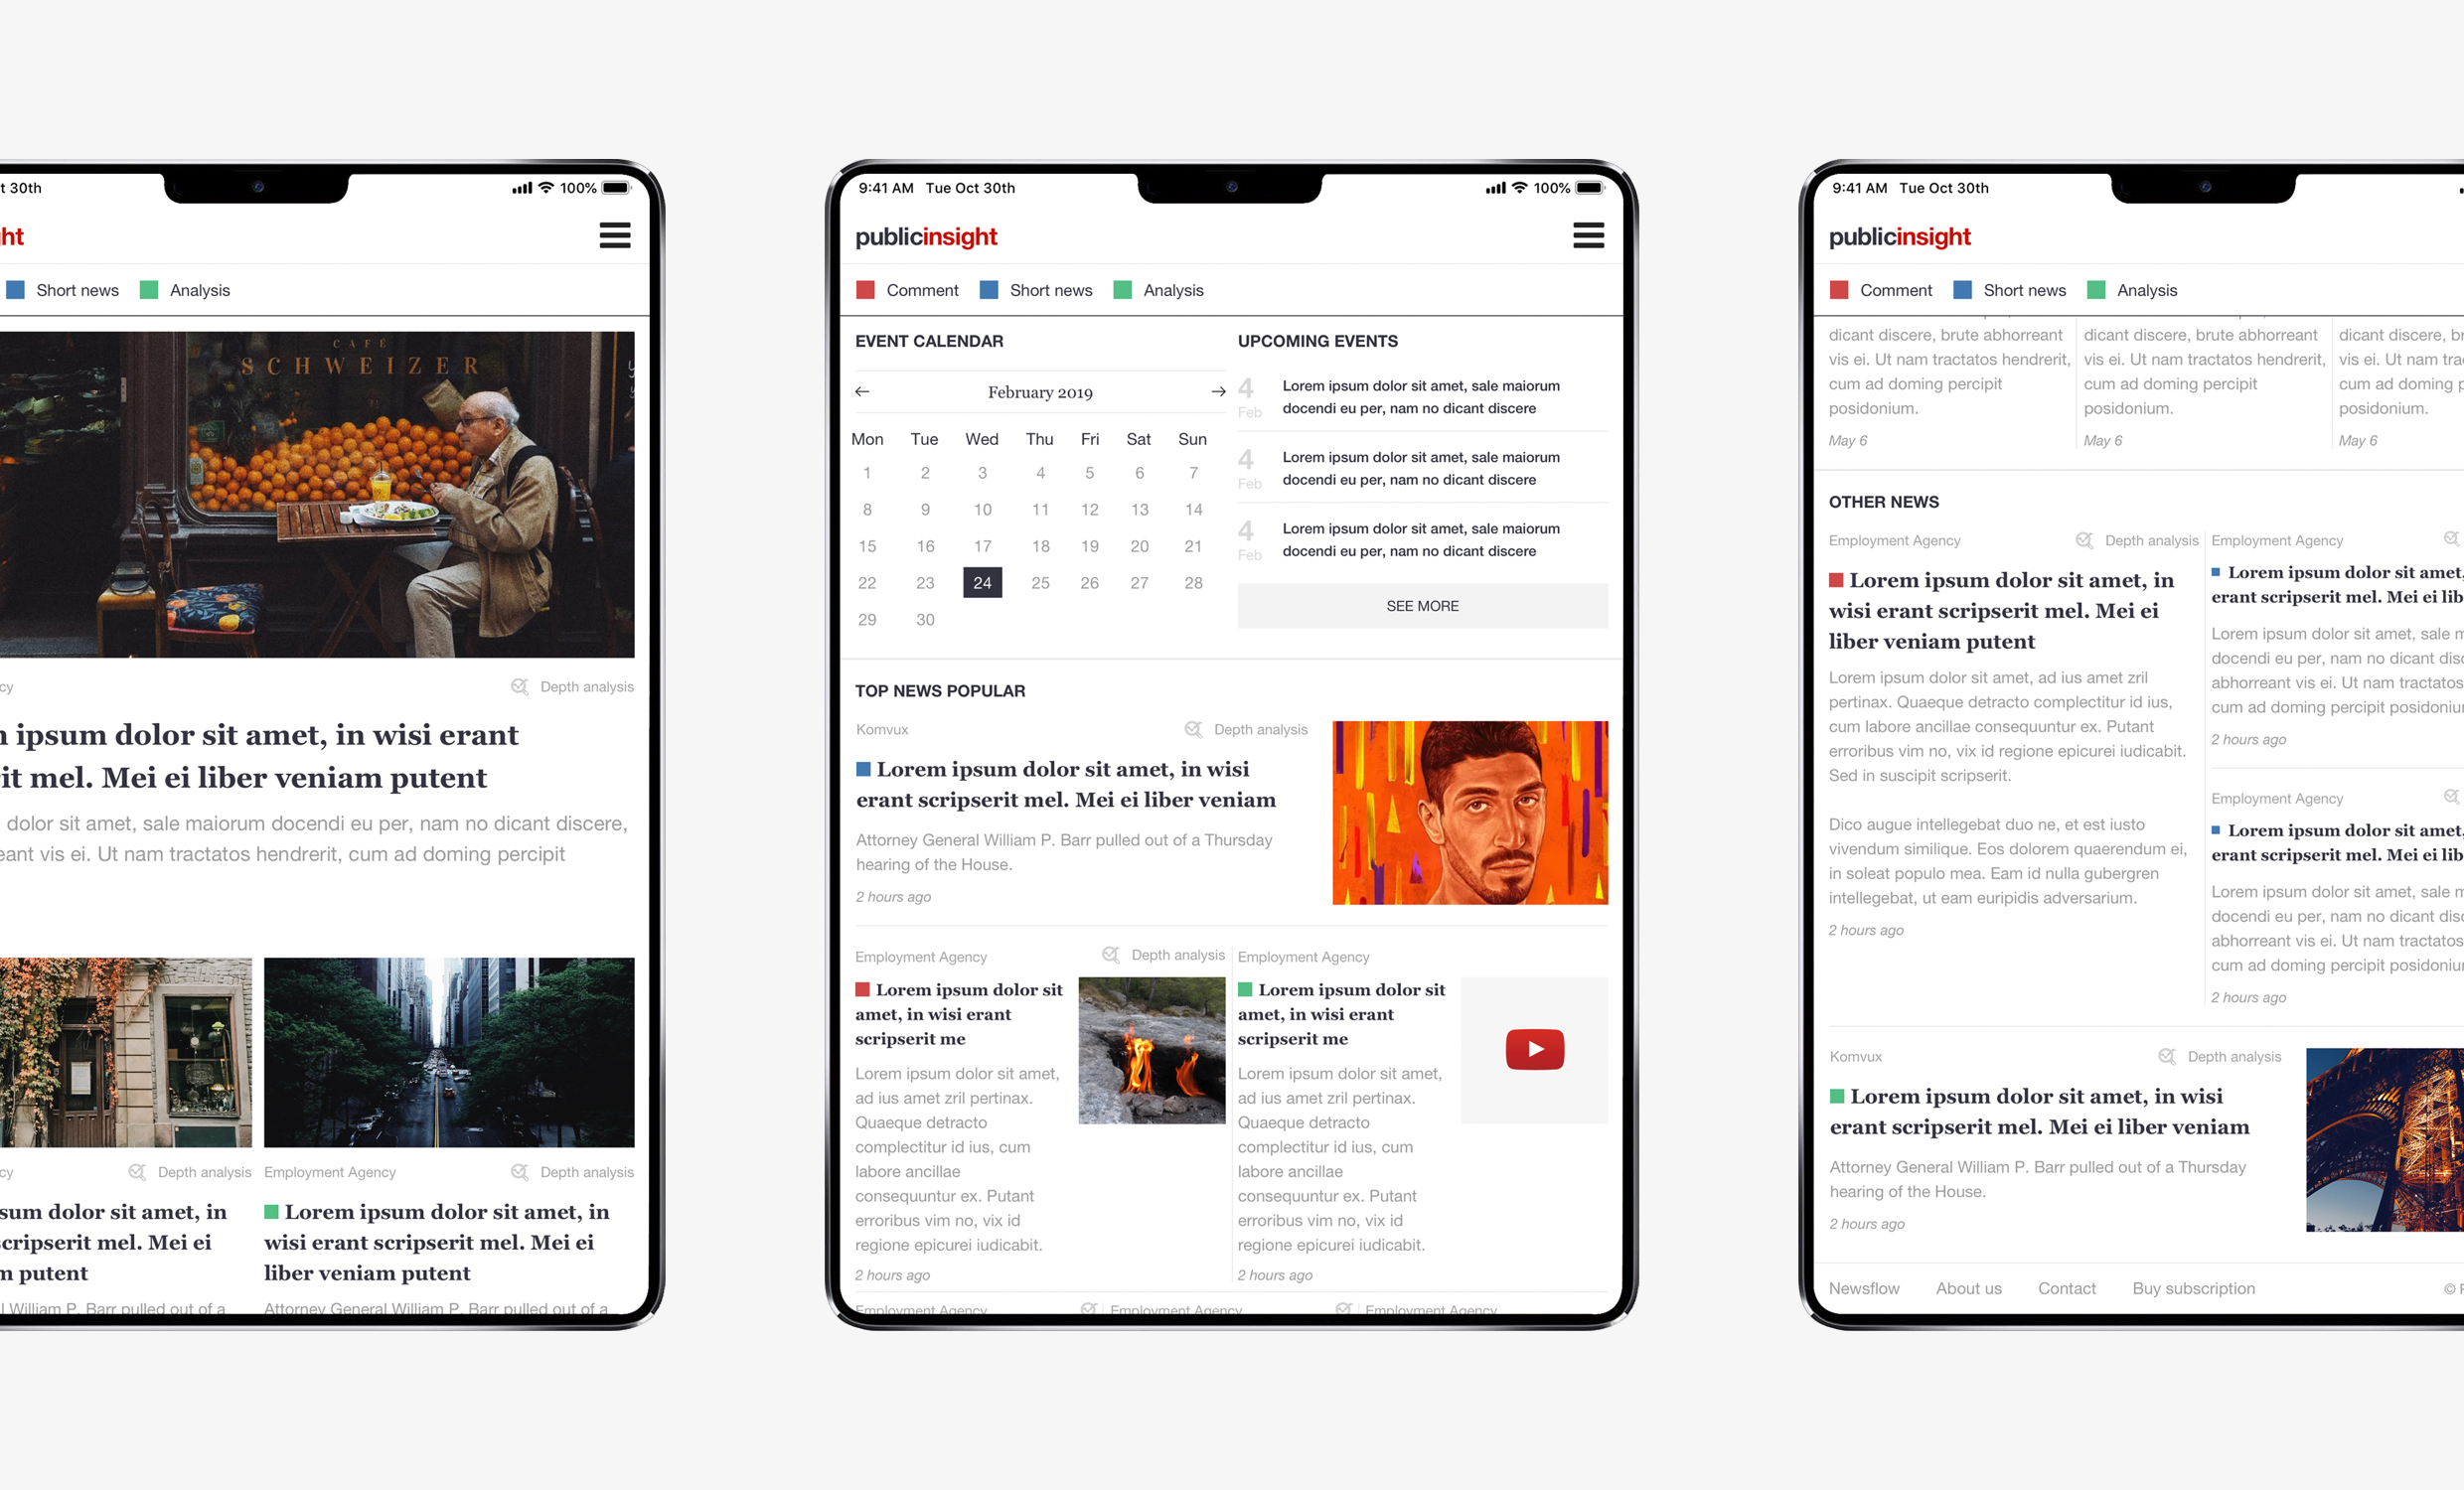 t 30th
100%
ght
Short news
Analysis
CAFÉ
SCHWEIZER
cy
Depth analysis
ipsum dolor sit amet, in wisi erant
it mel. Mei ei liber veniam putent
dolor sit amet, sale maiorum docendi eu per, nam no dicant discere,
eant vis ei. Ut nam tractatos hendrerit, cum ad doming percipit
cy
Depth analysis
sum dolor sit amet, in
scripserit mel. Mei ei
m putent
l William P. Barr pulled out of a
Employment Agency
Depth analysis
Lorem ipsum dolor sit amet, in
wisi erant scripserit mel. Mei ei
liber veniam putent
Attorney General William P. Barr pulled out of a
9:41 AM Tue Oct 30th
100%
publicinsight
Comment
Short news
Analysis
EVENT CALENDAR
← February 2019 →
Mon Tue Wed Thu Fri Sat Sun
1 2 3 4 5 6 7
8 9 10 11 12 13 14
15 16 17 18 19 20 21
22 23 24 25 26 27 28
29 30
UPCOMING EVENTS
4
Feb
Lorem ipsum dolor sit amet, sale maiorum
docendi eu per, nam no dicant discere
4
Feb
Lorem ipsum dolor sit amet, sale maiorum
docendi eu per, nam no dicant discere
4
Feb
Lorem ipsum dolor sit amet, sale maiorum
docendi eu per, nam no dicant discere
SEE MORE
TOP NEWS POPULAR
Komvux
Depth analysis
Lorem ipsum dolor sit amet, in wisi
erant scripserit mel. Mei ei liber veniam
Attorney General William P. Barr pulled out of a Thursday
hearing of the House.
2 hours ago
Employment Agency
Depth analysis
Lorem ipsum dolor sit
amet, in wisi erant
scripserit me
Lorem ipsum dolor sit amet,
ad ius amet zril pertinax.
Quaeque detracto
complectitur id ius, cum
labore ancillae
consequuntur ex. Putant
erroribus vim no, vix id
regione epicurei iudicabit.
2 hours ago
Employment Agency
Lorem ipsum dolor sit
amet, in wisi erant
scripserit me
Lorem ipsum dolor sit amet,
ad ius amet zril pertinax.
Quaeque detracto
complectitur id ius, cum
labore ancillae
consequuntur ex. Putant
erroribus vim no, vix id
regione epicurei iudicabit.
2 hours ago
Employment Agency
Employment Agency
Employment Agency
9:41 AM Tue Oct 30th
publicinsight
Comment
Short news
Analysis
dicant discere, brute abhorreant
vis ei. Ut nam tractatos hendrerit,
cum ad doming percipit
posidonium.
May 6
dicant discere, brute abhorreant
vis ei. Ut nam tractatos hendrerit,
cum ad doming percipit
posidonium.
May 6
dicant discere, br
vis ei. Ut nam tra
cum ad doming p
posidonium.
May 6
OTHER NEWS
Employment Agency
Depth analysis
Lorem ipsum dolor sit amet, in
wisi erant scripserit mel. Mei ei
liber veniam putent
Lorem ipsum dolor sit amet, ad ius amet zril
pertinax. Quaeque detracto complectitur id ius,
cum labore ancillae consequuntur ex. Putant
erroribus vim no, vix id regione epicurei iudicabit.
Sed in suscipit scripserit.
Dico augue intellegebat duo ne, et est iusto
vivendum similique. Eos dolorem quaerendum ei,
in soleat populo mea. Eam id nulla gubergren
intellegebat, ut eam euripidis adversarium.
2 hours ago
Employment Agency
Lorem ipsum dolor sit amet,
erant scripserit mel. Mei ei lib
Lorem ipsum dolor sit amet, sale m
docendi eu per, nam no dicant disc
abhorreant vis ei. Ut nam tractatos
cum ad doming percipit posidoniu
2 hours ago
Employment Agency
Lorem ipsum dolor sit amet,
erant scripserit mel. Mei ei lib
Lorem ipsum dolor sit amet, sale m
docendi eu per, nam no dicant disc
abhorreant vis ei. Ut nam tractatos
cum ad doming percipit posidoniu
2 hours ago
Komvux
Depth analysis
Lorem ipsum dolor sit amet, in wisi
erant scripserit mel. Mei ei liber veniam
Attorney General William P. Barr pulled out of a Thursday
hearing of the House.
2 hours ago
Newsflow
About us
Contact
Buy subscription
©